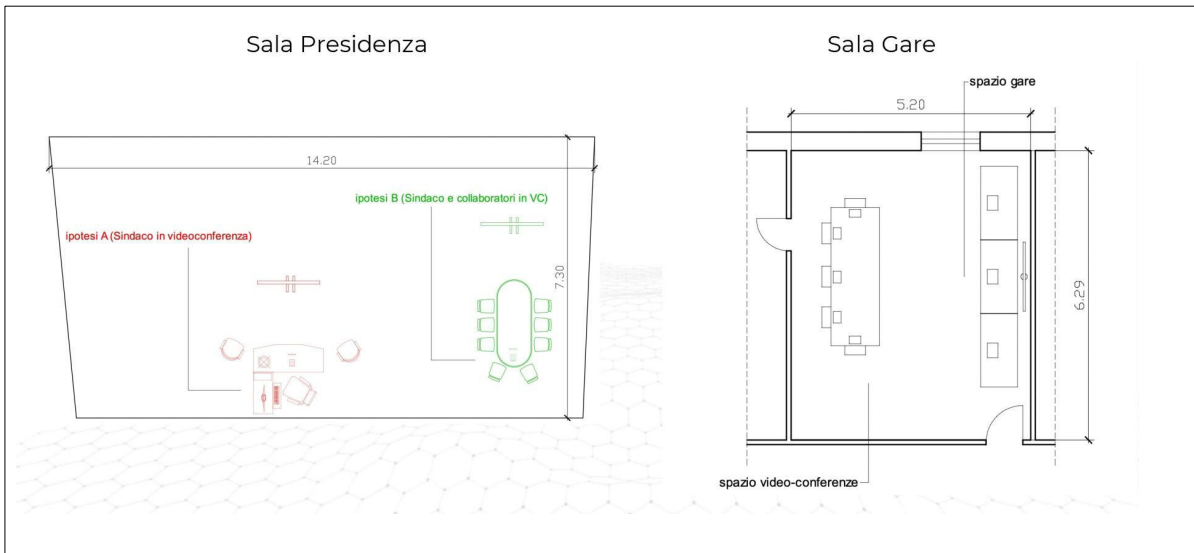 Sala Presidenza
Sala Gare
spazio gare
5.20
14.20
ipotesi B (Sindaco e collaboratori in VC)
ipotesi A (Sindaco in videoconferenza)
7.30
6.29
spazio video-conferenze